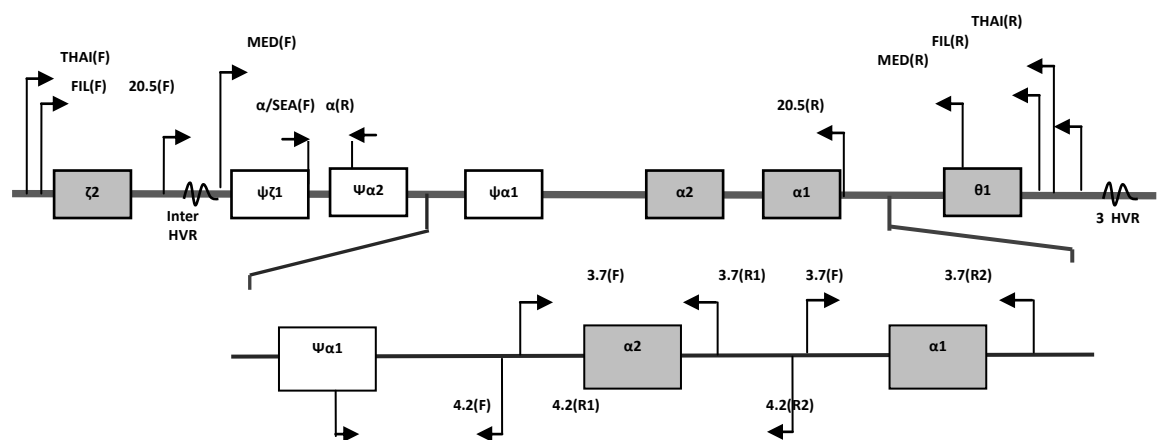 THAI(R)
MED(F)
FIL(R)
THAI(F)
MED(R)
FIL(F)
20.5(F)
α/SEA(F)
α(R)
20.5(R)
ζ2
ψζ1
Ψα2
ψα1
α2
α1
θ1
Inter
HVR
3 HVR
3.7(F)
3.7(R1)
3.7(F)
3.7(R2)
Ψα1
α2
α1
4.2(F)
4.2(R1)
4.2(R2)